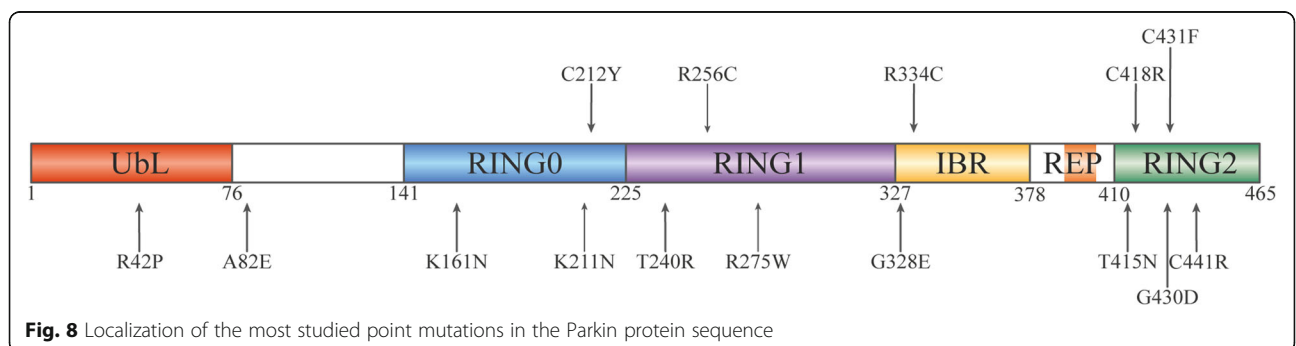 C431F
C212Y R256C R334C C418R
UbL RING0 RING1 IBR REP RING2
1 76 141 225 327 378 410 465
R42P A82E K161N K211N T240R R275W G328E T415N C441R
G430D
Fig. 8 Localization of the most studied point mutations in the Parkin protein sequence